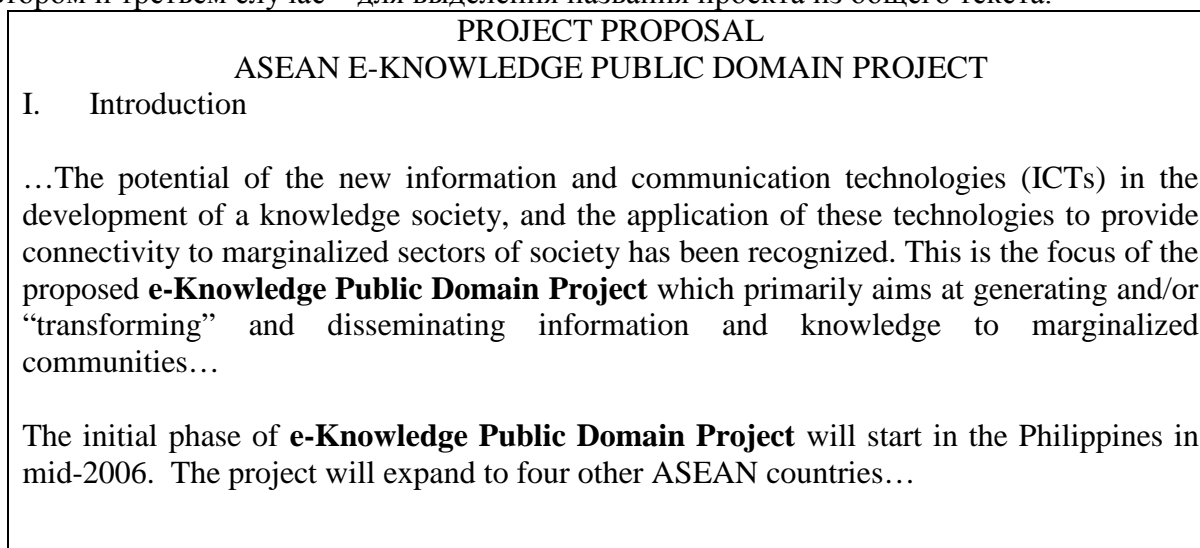 втором и третьем случае – для выделения названия проекта из общего текста.
PROJECT PROPOSAL
ASEAN E-KNOWLEDGE PUBLIC DOMAIN PROJECT
I. Introduction
…The potential of the new information and communication technologies (ICTs) in the
development of a knowledge society, and the application of these technologies to provide
connectivity to marginalized sectors of society has been recognized. This is the focus of the
proposed e-Knowledge Public Domain Project which primarily aims at generating and/or
“transforming” and disseminating information and knowledge to marginalized
communities…
The initial phase of e-Knowledge Public Domain Project will start in the Philippines in
mid-2006. The project will expand to four other ASEAN countries…